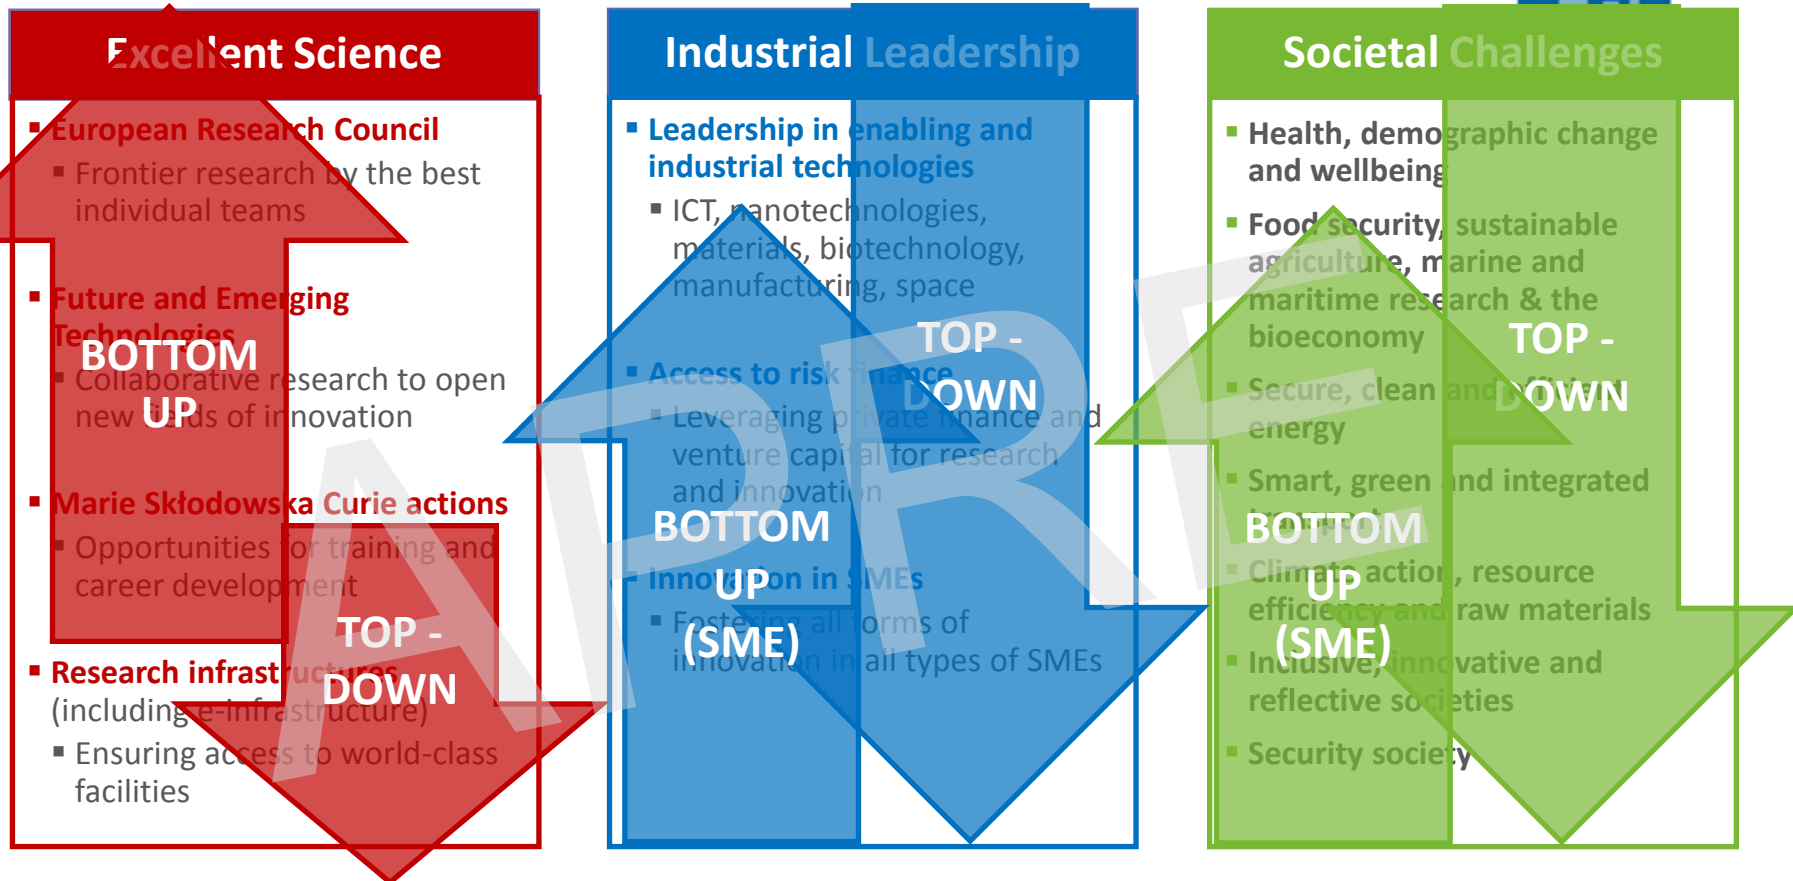 Excellent Science
▪ European Research Council
▪ Frontier research by the best
individual teams
▪ Future and Emerging
Technologies
▪ Collaborative research to open
new fields of innovation
▪ Marie Skłodowska Curie actions
▪ Opportunities for training and
career development
▪ Research infrastructures
(including e-infrastructure)
▪ Ensuring access to world-class
facilities
BOTTOM
UP
TOP -
DOWN
Industrial Leadership
▪ Leadership in enabling and
industrial technologies
▪ ICT, nanotechnologies,
materials, biotechnology,
manufacturing, space
▪ Access to risk finance
▪ Leveraging private finance and
venture capital for research
and innovation
▪ Innovation in SMEs
▪ Fostering all forms of
innovation in all types of SMEs
BOTTOM
UP
(SME)
TOP -
DOWN
Societal Challenges
▪ Health, demographic change
and wellbeing
▪ Food security, sustainable
agriculture, marine and
maritime research & the
bioeconomy
▪ Secure, clean and efficient
energy
▪ Smart, green and integrated
transport
▪ Climate action, resource
efficiency and raw materials
▪ Inclusive, innovative and
reflective societies
▪ Security society
BOTTOM
UP
(SME)
TOP -
DOWN
APRE